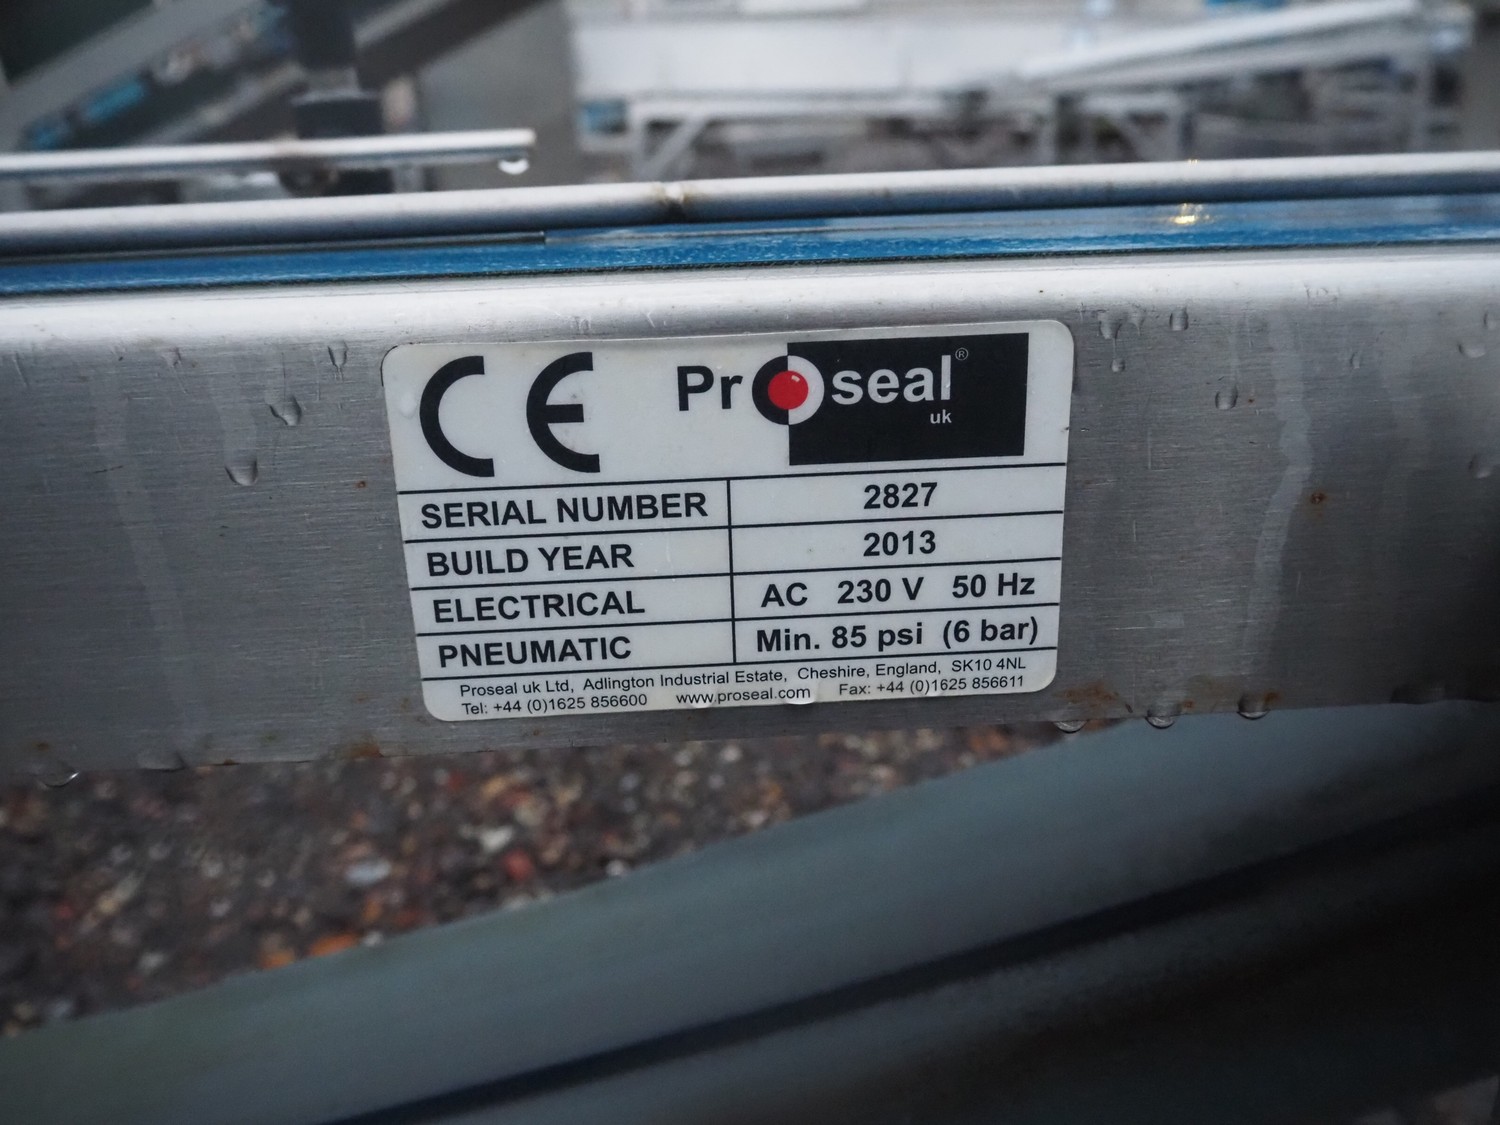 CE Proseal®
uk
SERIAL NUMBER 2827
BUILD YEAR 2013
ELECTRICAL AC 230 V 50 Hz
PNEUMATIC Min. 85 psi (6 bar)
Proseal uk Ltd, Adlington Industrial Estate, Cheshire, England, SK10 4NL
Tel: +44 (0)1625 856600 www.proseal.com Fax: +44 (0)1625 856611